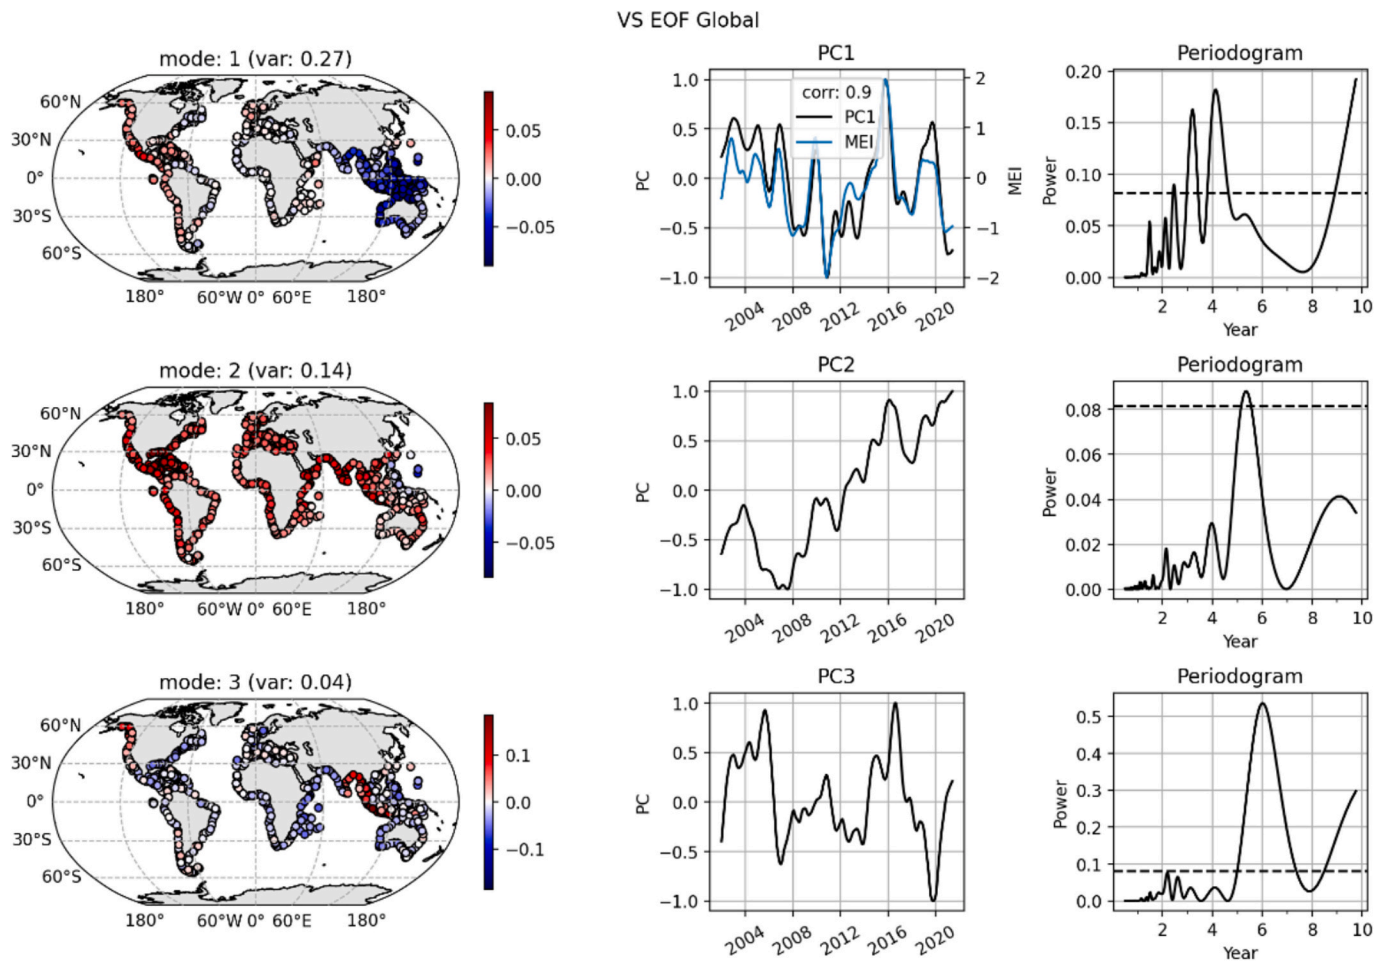 VS EOF Global
mode: 1 (var: 0.27)
60°N
30°N
0°
30°S
60°S
180°
60°W 0° 60°E
180°
0.05
0.00
−0.05
PC1
1.0
0.5
0.0
−0.5
−1.0
PC
corr: 0.9
PC1
MEI
2
1
0
−1
−2
MEI
2004
2008
2012
2016
2020
Periodogram
0.20
0.15
0.10
0.05
0.00
Power
2 4 6 8 10
Year
mode: 2 (var: 0.14)
60°N
30°N
0°
30°S
60°S
180°
60°W 0° 60°E
180°
0.05
0.00
−0.05
PC2
1.0
0.5
0.0
−0.5
−1.0
PC
2004
2008
2012
2016
2020
Periodogram
0.08
0.06
0.04
0.02
0.00
Power
2 4 6 8 10
Year
mode: 3 (var: 0.04)
60°N
30°N
0°
30°S
60°S
180°
60°W 0° 60°E
180°
0.1
0.0
−0.1
PC3
1.0
0.5
0.0
−0.5
−1.0
PC
2004
2008
2012
2016
2020
Periodogram
0.5
0.4
0.3
0.2
0.1
0.0
Power
2 4 6 8 10
Year